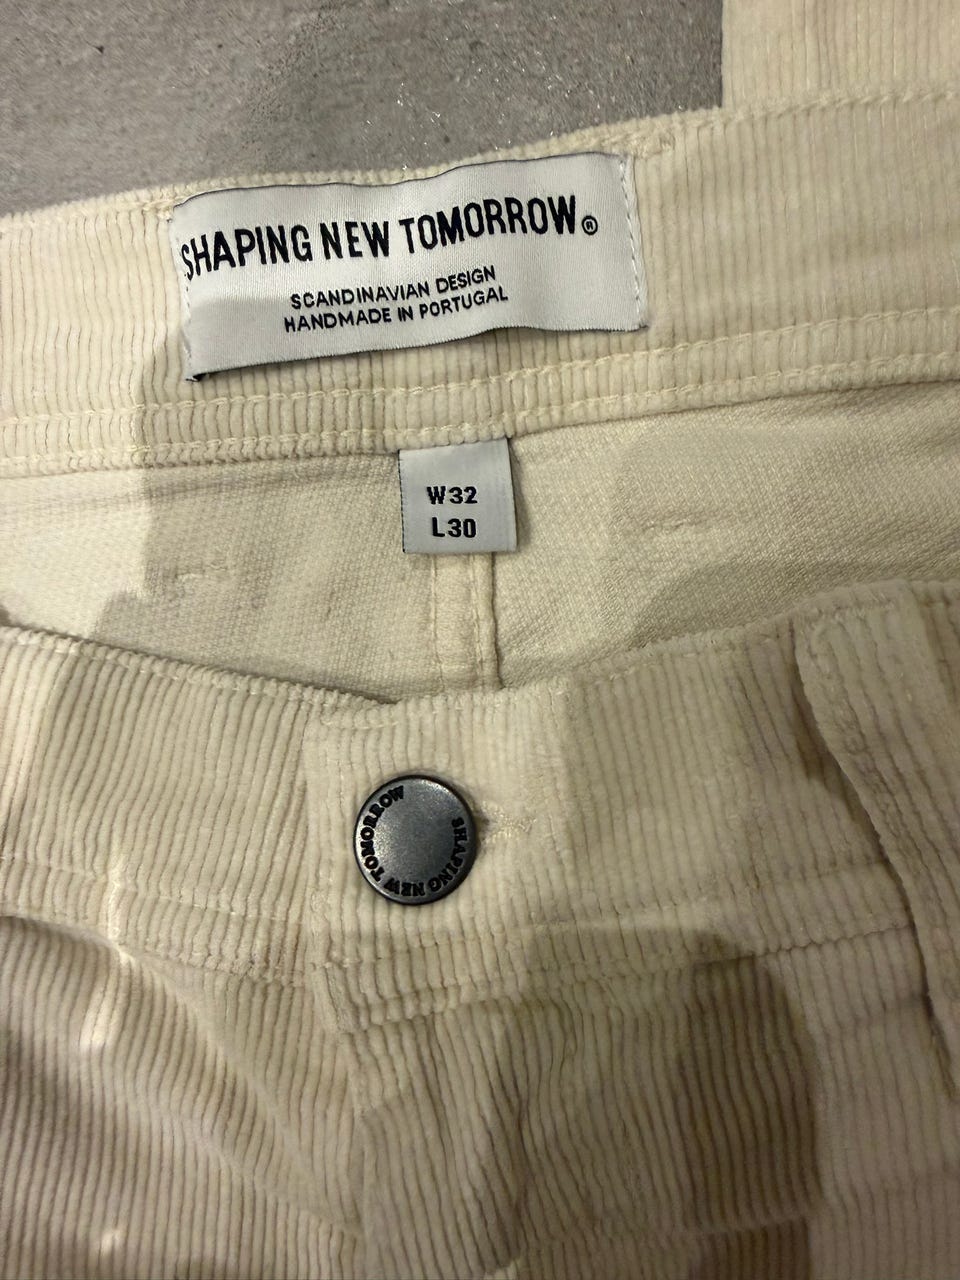 SHAPING NEW TOMORROW®
SCANDINAVIAN DESIGN
HANDMADE IN PORTUGAL
W32
L30
SHAPING NEW TOMORROW